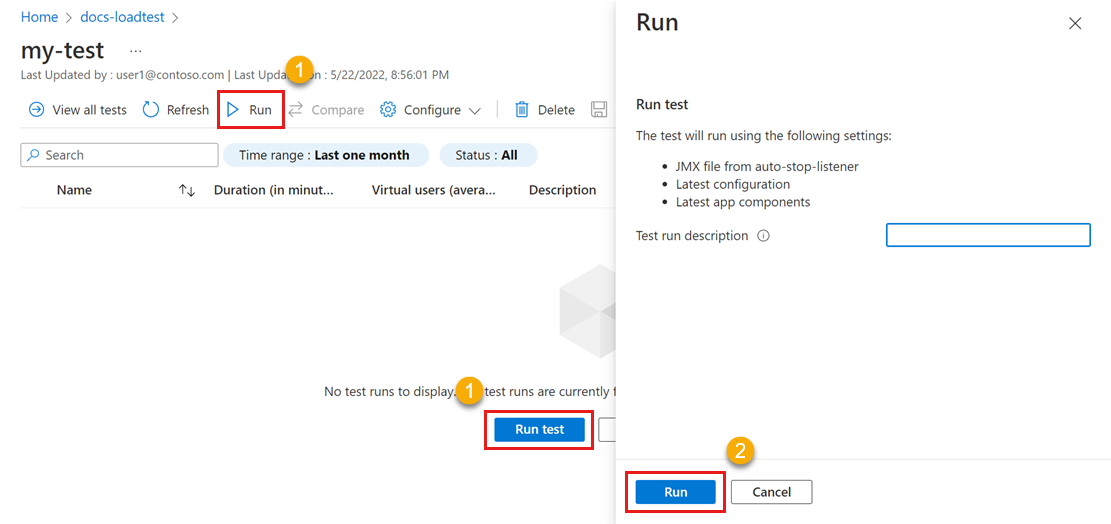 Home > docs-loadtest >
my-test ...
Last Updated by : user1@contoso.com | Last Upda on : 5/22/2022, 8:56:01 PM
1
View all tests Refresh Run Compare Configure Delete
Search Time range : Last one month Status : All
Name Duration (in minut... Virtual users (avera... Description
No test runs to display. test runs are currently
1
Run test
Run
Run test
The test will run using the following settings:
• JMX file from auto-stop-listener
• Latest configuration
• Latest app components
Test run description
2
Run Cancel